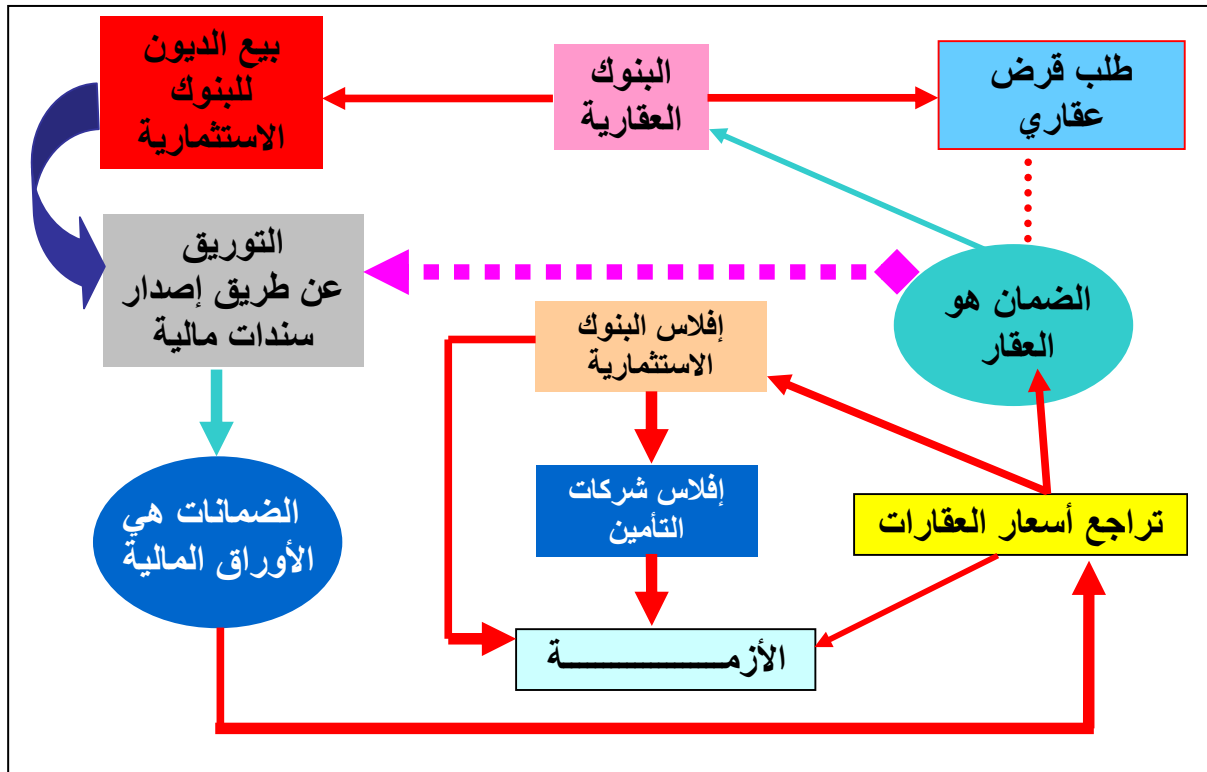 طلب قرض
عقاري
البنوك
العقارية
بيع الديون
للبنوك
الاستثمارية
الضمان هو
العقار
التوريق
عن طريق إصدار
سندات مالية
إفلاس البنوك
الاستثمارية
تراجع أسعار العقارات
إفلاس شركات
التأمين
الضمانات هي
الأوراق المالية
الأزمـــــــــــــــة